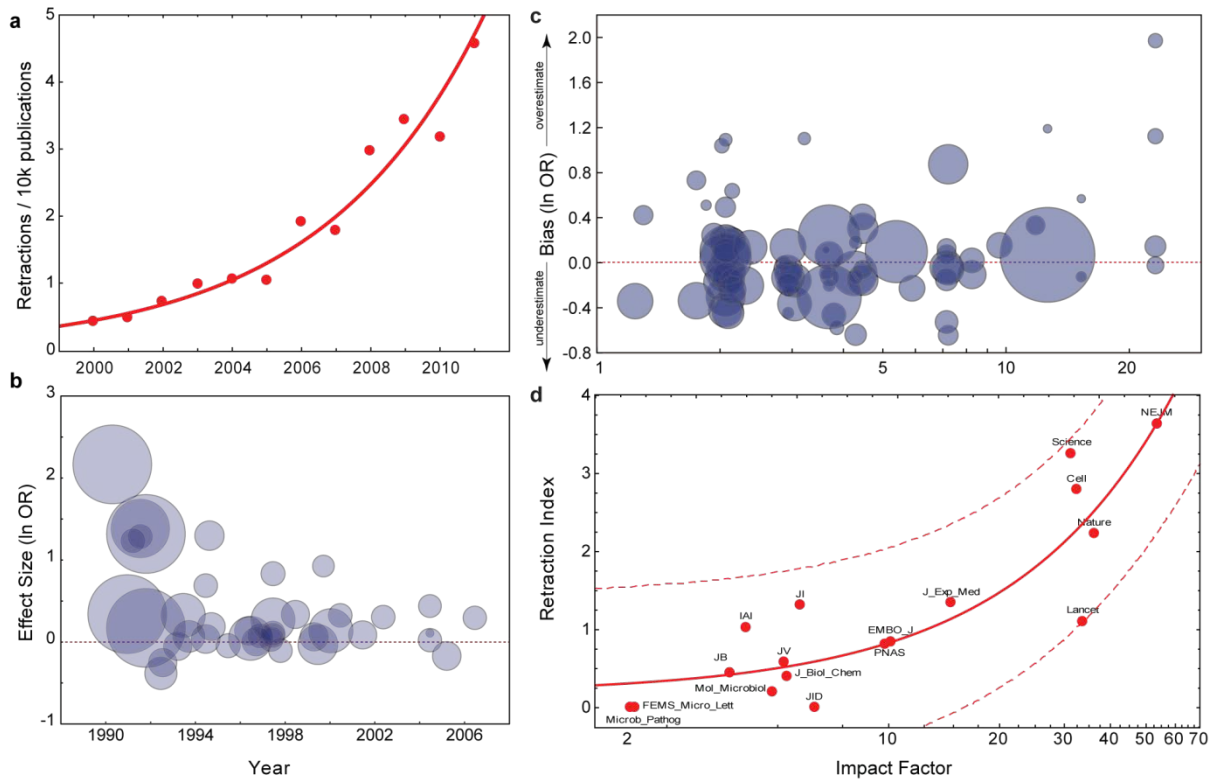 a
Retractions / 10k publications
5
4
3
2
1
0
2000 2002 2004 2006 2008 2010
b
Effect Size (ln OR)
3
2
1
0
-1
1990 1994 1998 2002 2006
Year
c
overestimate
Bias (ln OR)
underestimate
2.0
1.6
1.2
0.8
0.4
0.0
-0.4
-0.8
1 2 5 10 20
d
Retraction Index
4
3
2
1
0
NEJM
Science
Cell
Nature
J_Exp_Med
Lancet
JI
IAI
EMBO_J
PNAS
JV
JB
J_Biol_Chem
Mol_Microbiol
JID
FEMS_Micro_Lett
Microb_Pathog
2 10 20 30 40 50 60 70
Impact Factor